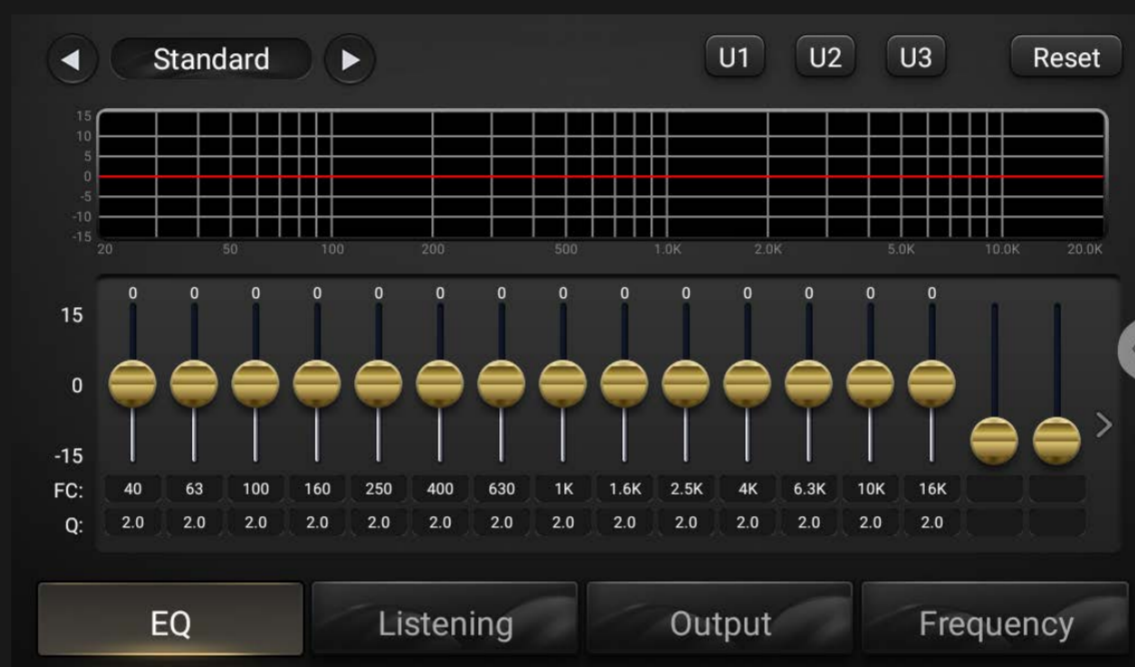 Standard U1 U2 U3 Reset
15
10
5
0
-5
-10
-15
20 50 100 200 500 1.0K 2.0K 5.0K 10.0K 20.0K
0 0 0 0 0 0 0 0 0 0 0 0 0 0
15
0
-15
FC: 40 63 100 160 250 400 630 1K 1.6K 2.5K 4K 6.3K 10K 16K
Q: 2.0 2.0 2.0 2.0 2.0 2.0 2.0 2.0 2.0 2.0 2.0 2.0 2.0 2.0
EQ Listening Output Frequency